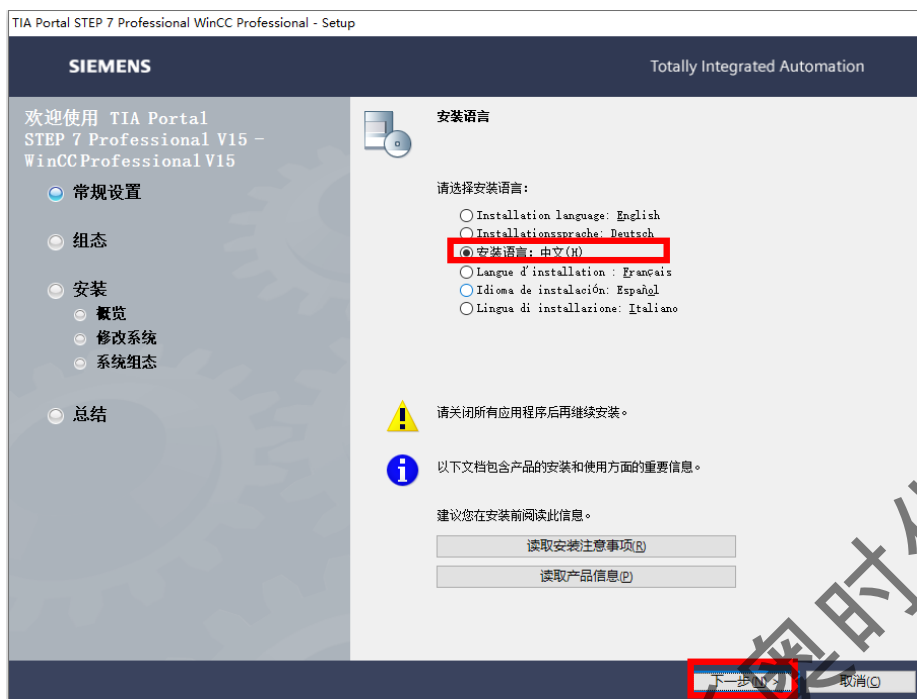 TIA Portal STEP 7 Professional WinCC Professional - Setup
SIEMENS
Totally Integrated Automation
欢迎使用 TIA Portal
STEP 7 Professional V15 –
WinCC Professional V15
常规设置
组态
安装
概览
修改系统
系统组态
总结
安装语言
请选择安装语言：
Installation language: English
Installationssprache: Deutsch
安装语言：中文(H)
Langue d'installation : Français
Idioma de instalación: Español
Lingua di installazione: Italiano
请关闭所有应用程序后再继续安装。
以下文档包含产品的安装和使用方面的重要信息。
建议您在安装前阅读此信息。
读取安装注意事项(R)
读取产品信息(P)
下一步(N) >
取消(C)
奥时